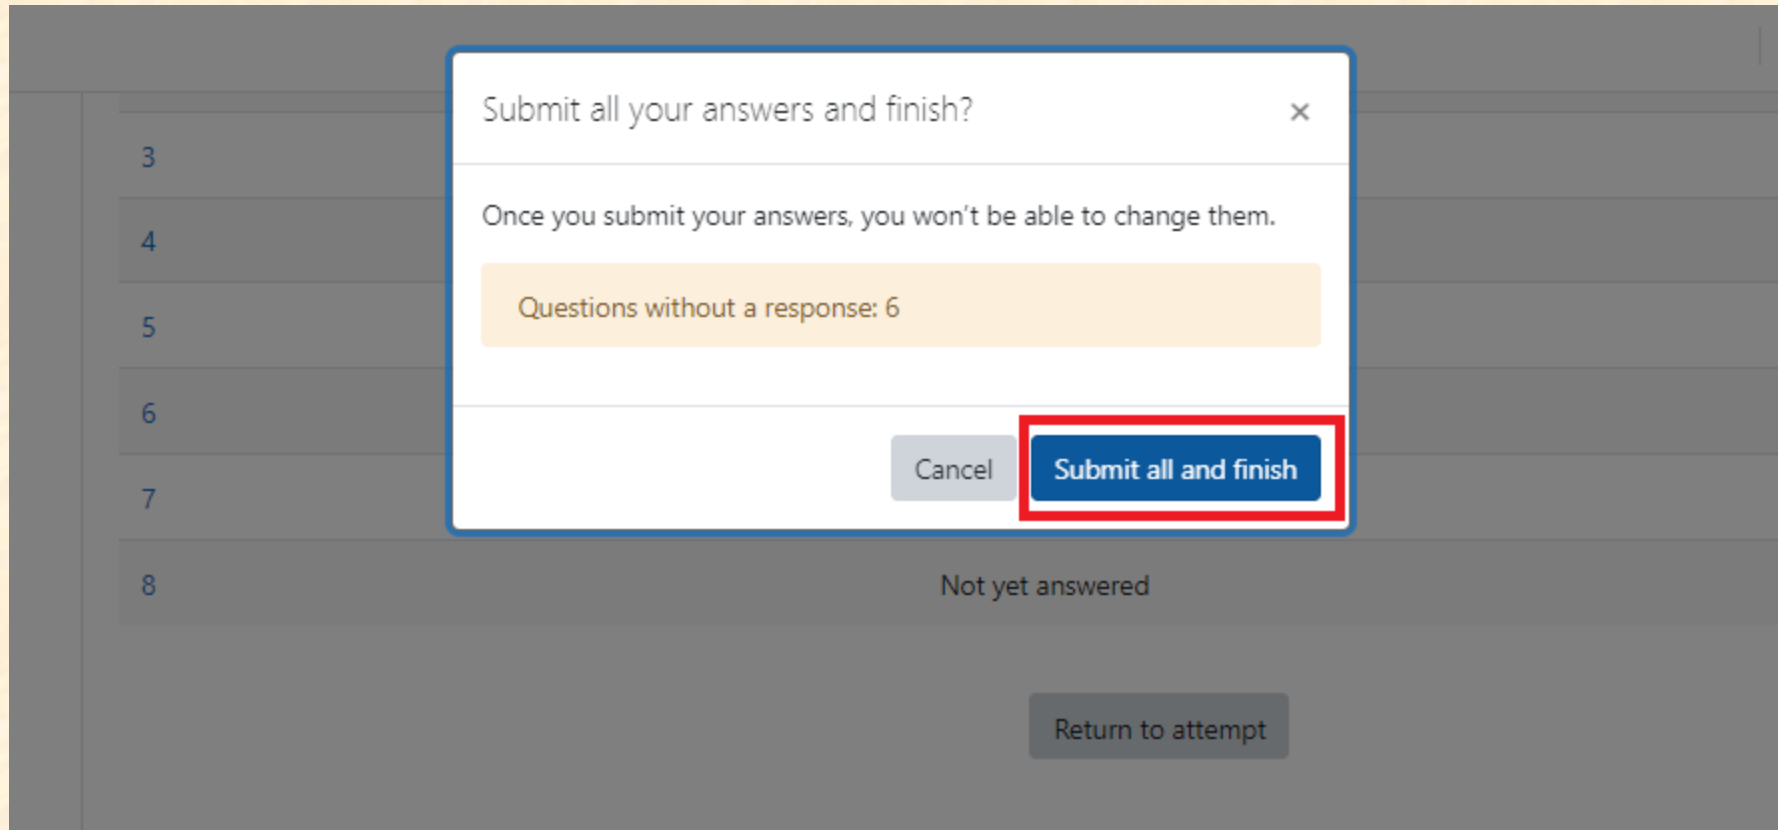 Submit all your answers and finish?
×
3
Once you submit your answers, you won't be able to change them.
4
Questions without a response: 6
5
6
Cancel
Submit all and finish
7
8
Not yet answered
Return to attempt